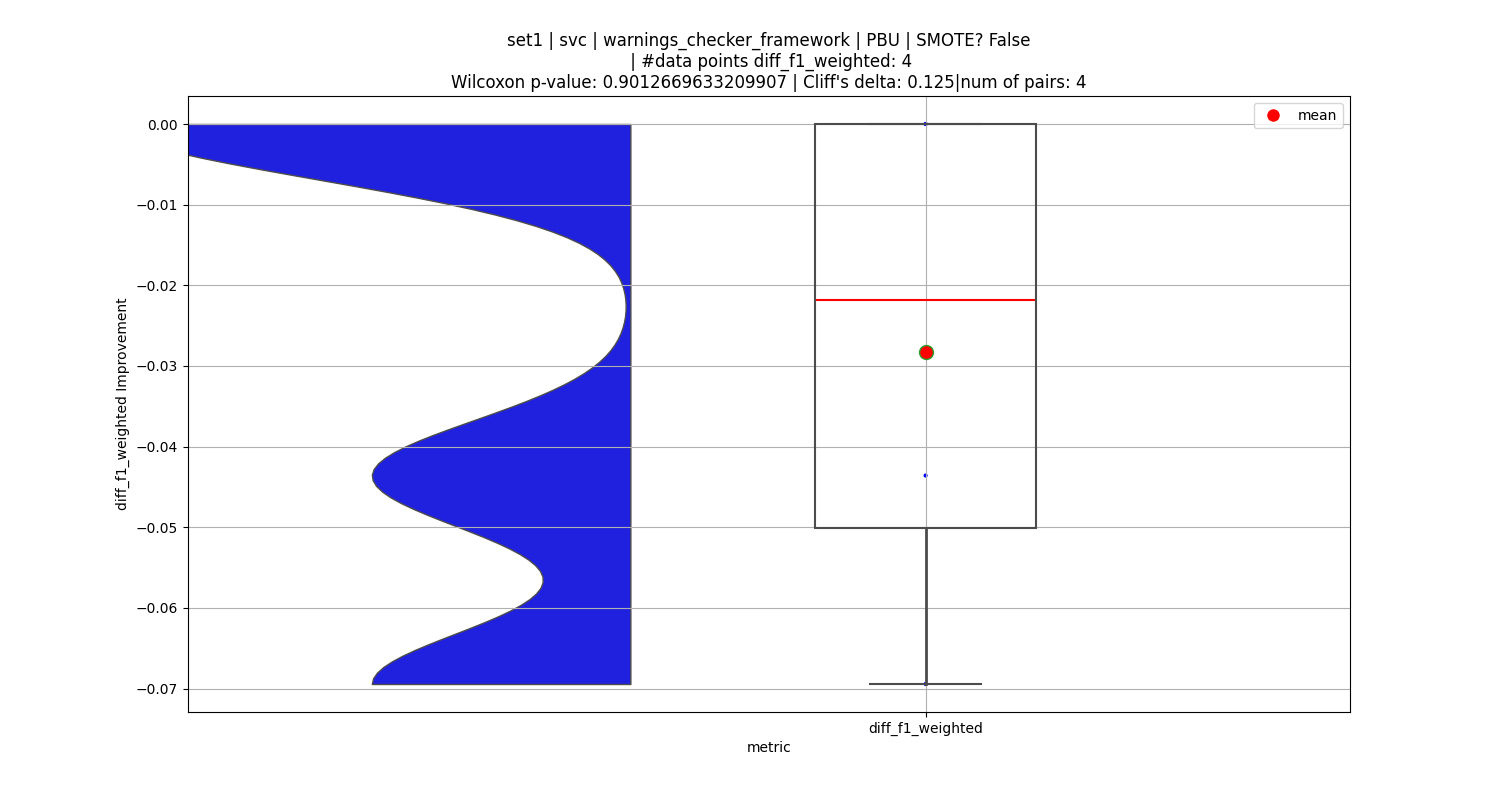 set1 | svc | warnings_checker_framework | PBU | SMOTE? False
| #data points diff_f1_weighted: 4
Wilcoxon p-value: 0.9012669633209907 | Cliff's delta: 0.125|num of pairs: 4
mean
0.00
−0.01
−0.02
−0.03
−0.04
−0.05
−0.06
−0.07
diff_f1_weighted Improvement
diff_f1_weighted
metric